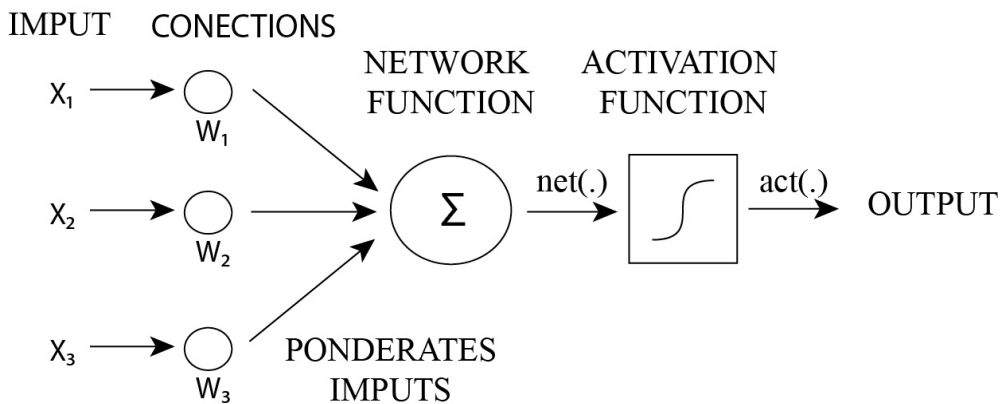 IMPUT CONECTIONS
NETWORK
FUNCTION
ACTIVATION
FUNCTION
X₁
W₁
X₂
W₂
Σ
net(.)
act(.)
OUTPUT
X₃
W₃
PONDERATES
IMPUTS